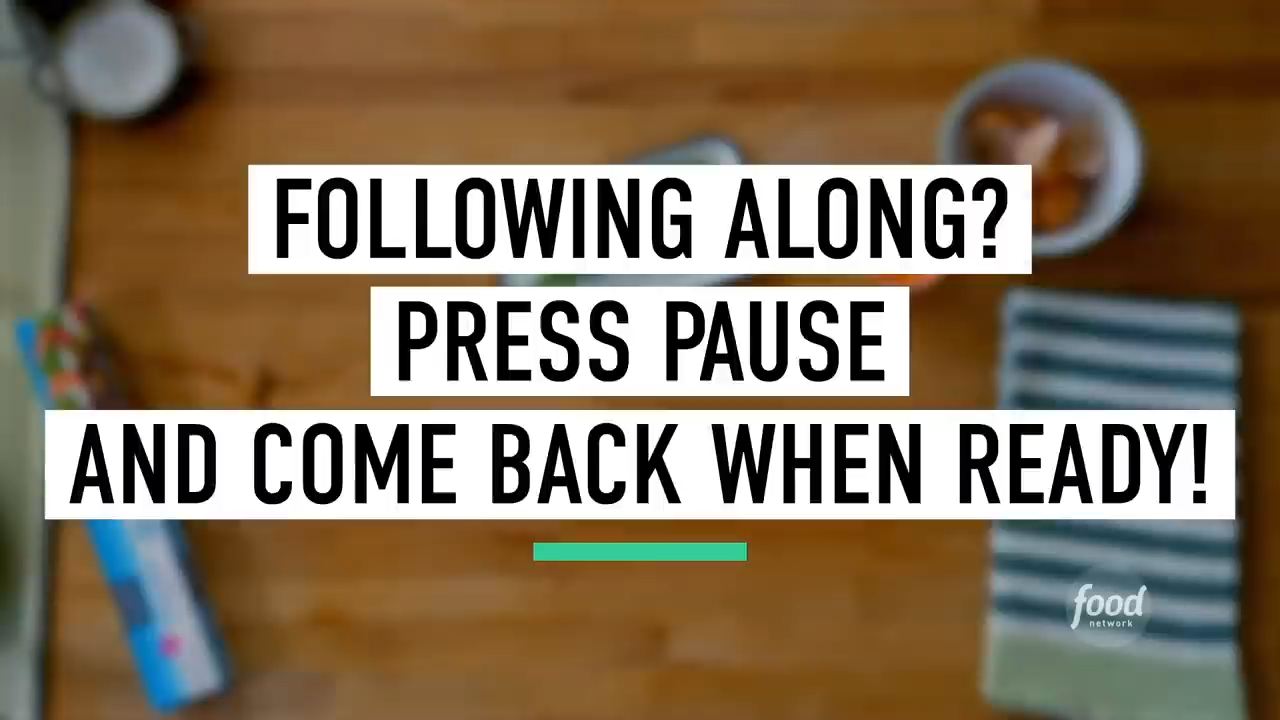 FOLLOWING ALONG?
PRESS PAUSE
AND COME BACK WHEN READY!
food
network